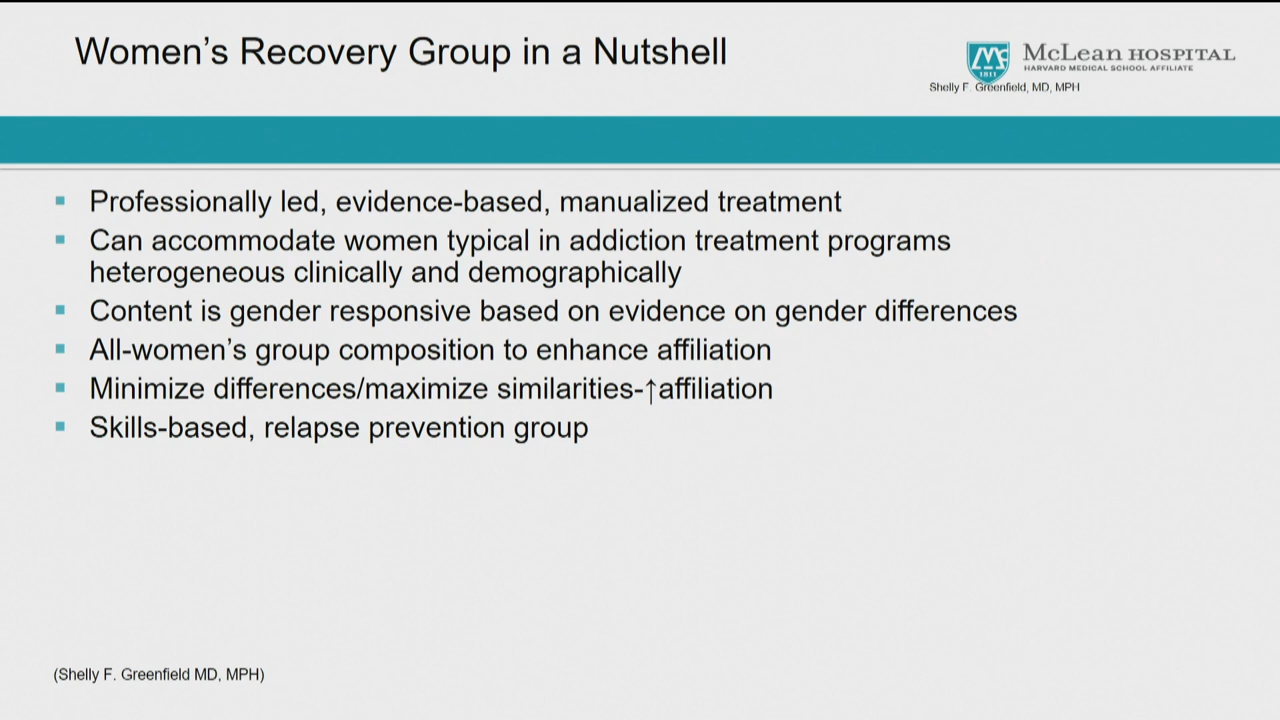 Women’s Recovery Group in a Nutshell
McLean HOSPITAL
HARVARD MEDICAL SCHOOL AFFILIATE
1811
Shelly F. Greenfield, MD, MPH
Professionally led, evidence-based, manualized treatment
Can accommodate women typical in addiction treatment programs
heterogeneous clinically and demographically
Content is gender responsive based on evidence on gender differences
All-women’s group composition to enhance affiliation
Minimize differences/maximize similarities-↑affiliation
Skills-based, relapse prevention group
(Shelly F. Greenfield MD, MPH)